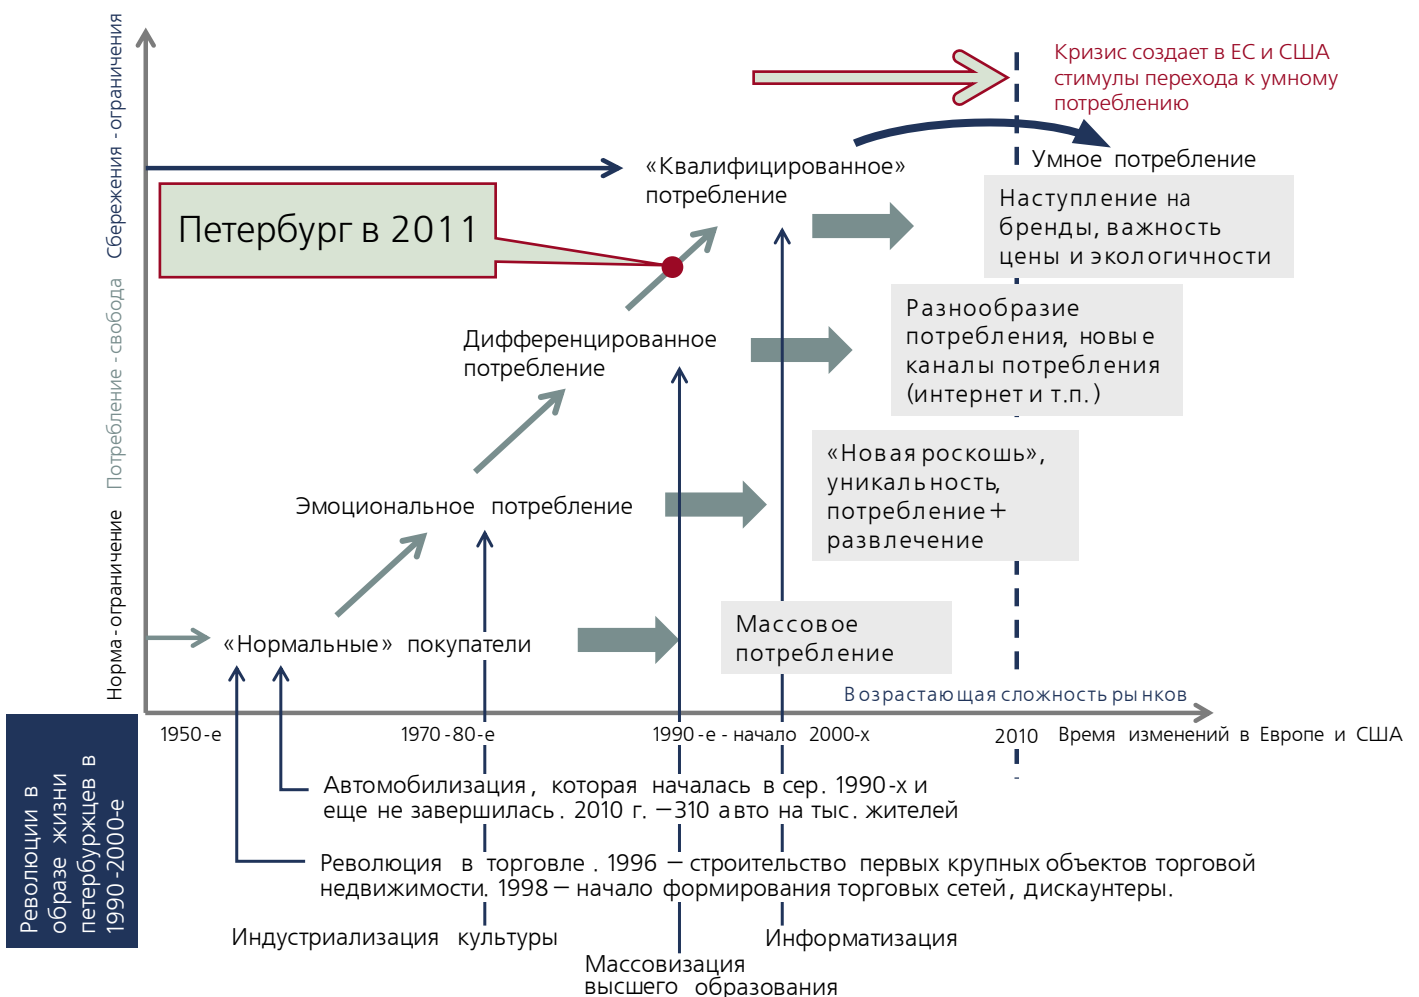 Кризис создает в ЕС и США
стимулы перехода к умному
потреблению
Сбережения - ограничения
Потребление - свобода
Норма - ограничение
«Квалифицированное»
потребление
Умное потребление
Петербург в 2011
Наступление на
бренды, важность
цены и экологичности
Дифференцированное
потребление
Разнообразие
потребления, новые
каналы потребления
(интернет и т.п.)
Эмоциональное потребление
«Новая роскошь»,
уникальность,
потребление +
развлечение
«Нормальные» покупатели
Массовое
потребление
Возрастающая сложность рынков
1950-е
1970-80-е
1990-е - начало 2000-х
2010
Время изменений в Европе и США
Революции в
образе жизни
петербуржцев в
1990-2000-е
Автомобилизация, которая началась в сер. 1990-х и
еще не завершилась. 2010 г. – 310 авто на тыс. жителей
Революция в торговле. 1996 – строительство первых крупных объектов торговой
недвижимости. 1998 – начало формирования торговых сетей, дискаунтеры.
Индустриализация культуры
Информатизация
Массовизация
высшего образования